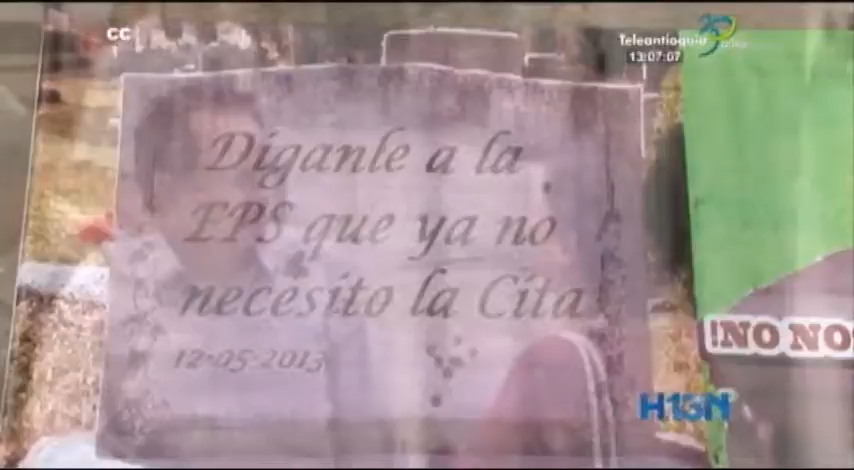 CC
Teleantioquia
13:07:07
Diganle a la
EPS que ya no
necesito la Cita
12-05-2013
!NO NO
H13N